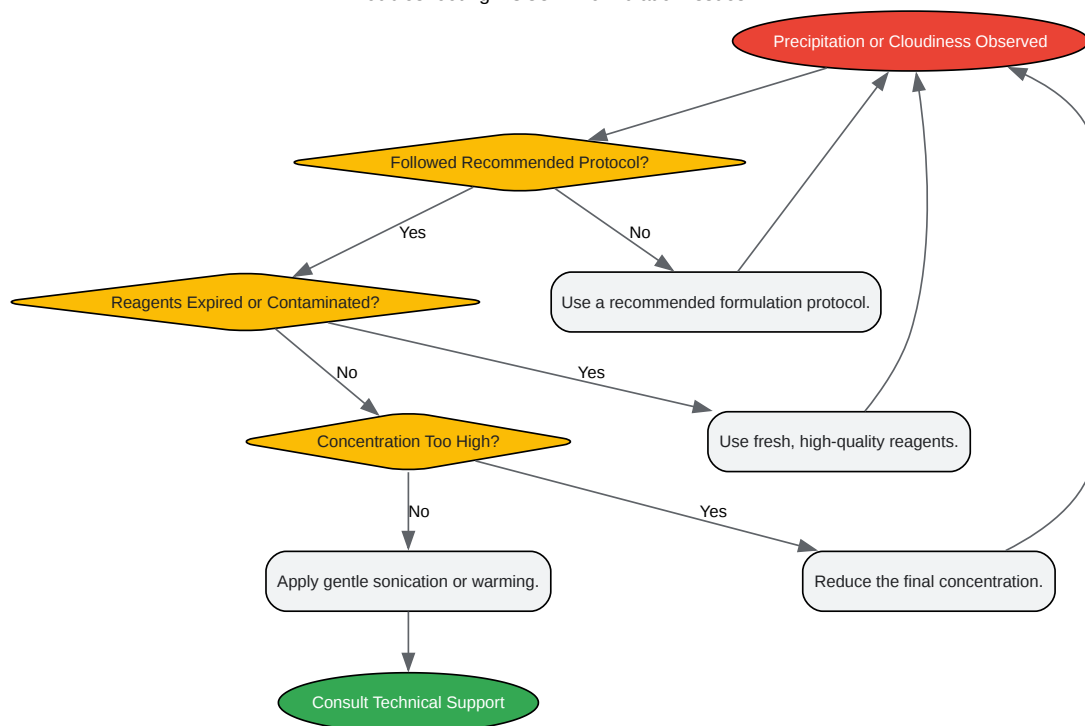 Precipitation or Cloudiness Observed
Followed Recommended Protocol?
Yes
No
Reagents Expired or Contaminated?
Use a recommended formulation protocol.
No
Yes
Concentration Too High?
Use fresh, high-quality reagents.
No
Yes
Apply gentle sonication or warming.
Reduce the final concentration.
Consult Technical Support